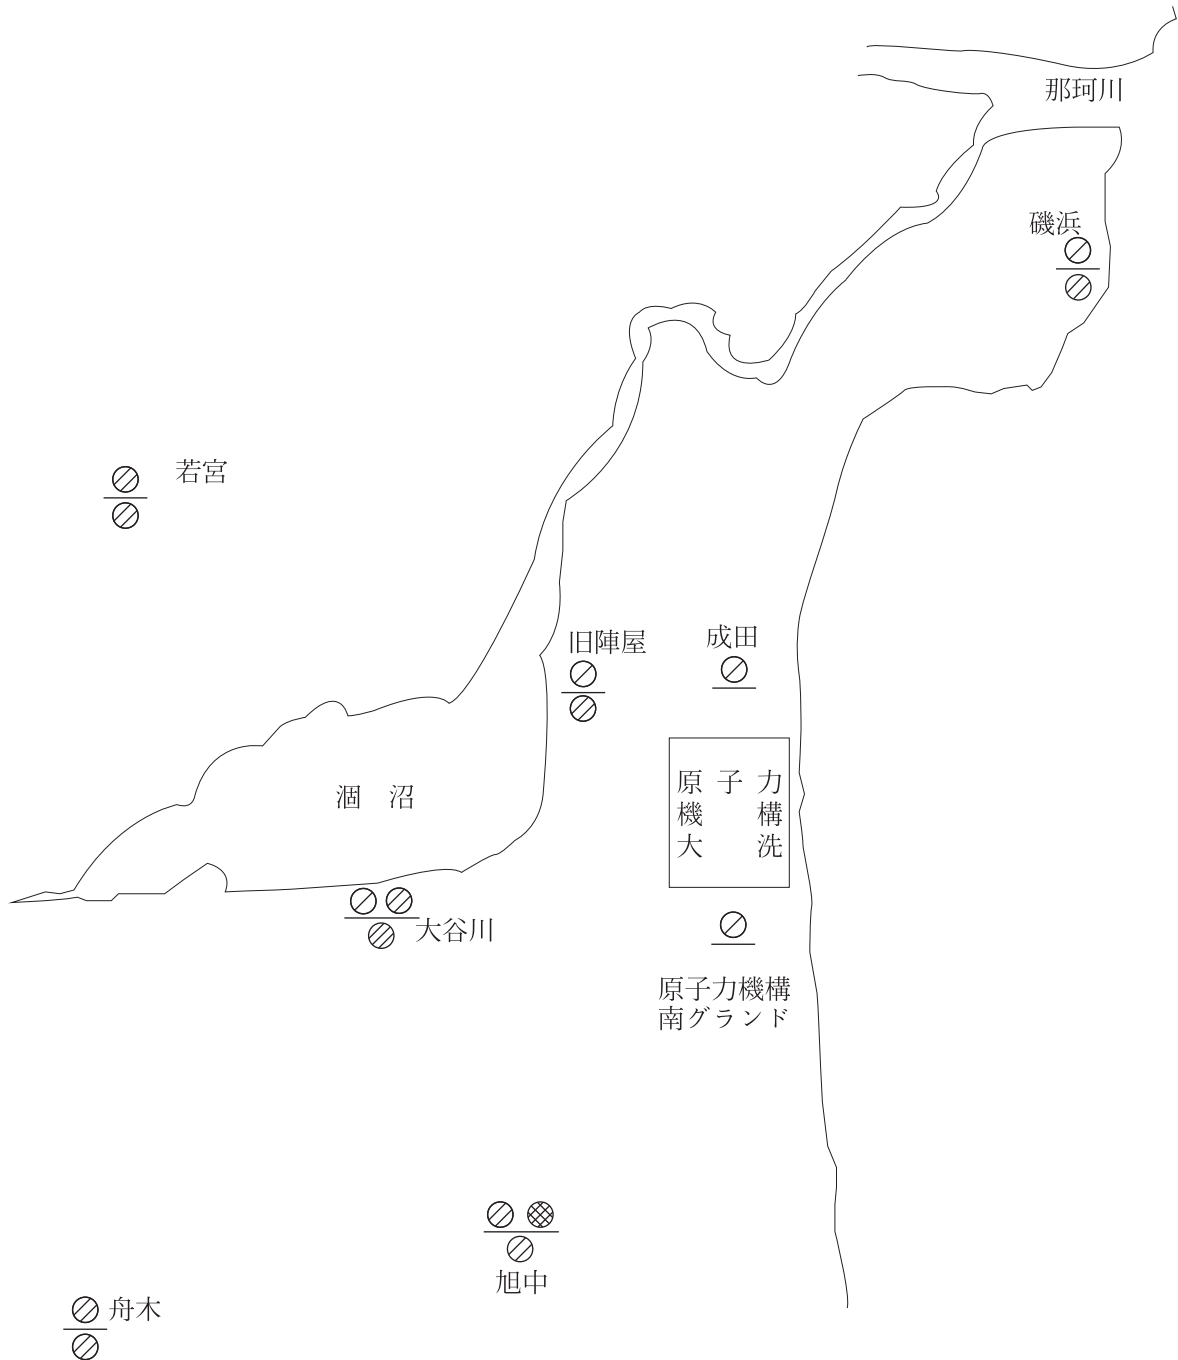 那珂川
磯浜
若宮
旧陣屋
成田
原子力
機構
大洗
涸沼
大谷川
原子力機構
南グランド
旭中
舟木